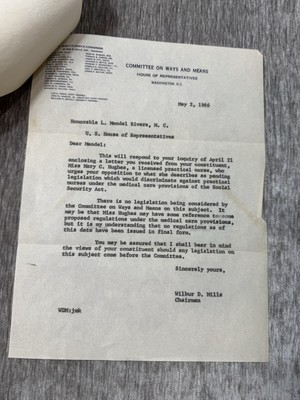 COMMITTEE ON WAYS AND MEANS
HOUSE OF REPRESENTATIVES
WASHINGTON, D.C.
May 2, 1966
Honorable L. Mendel Rivers, M. C.
U. S. House of Representatives
Dear Mendel:
This will respond to your inquiry of April 21
enclosing a letter you received from your constituent,
Miss Mary C. Hughes, a licensed practical nurse, who
urges your opposition to what she describes as pending
legislation which would discriminate against practical
nurses under the medical care provisions of the Social
Security Act.
There is no legislation being considered by
the Committee on Ways and Means on this subject. It
may be that Miss Hughes may have some reference to some
proposed regulations under the medical care provisions,
but it is my understanding that no regulations as of
this date have been issued in final form.
You may be assured that I shall bear in mind
the views of your constituent should any legislation on
this subject come before the Committee.
Sincerely yours,
Wilbur D. Mills
Chairman
WDM:jmR